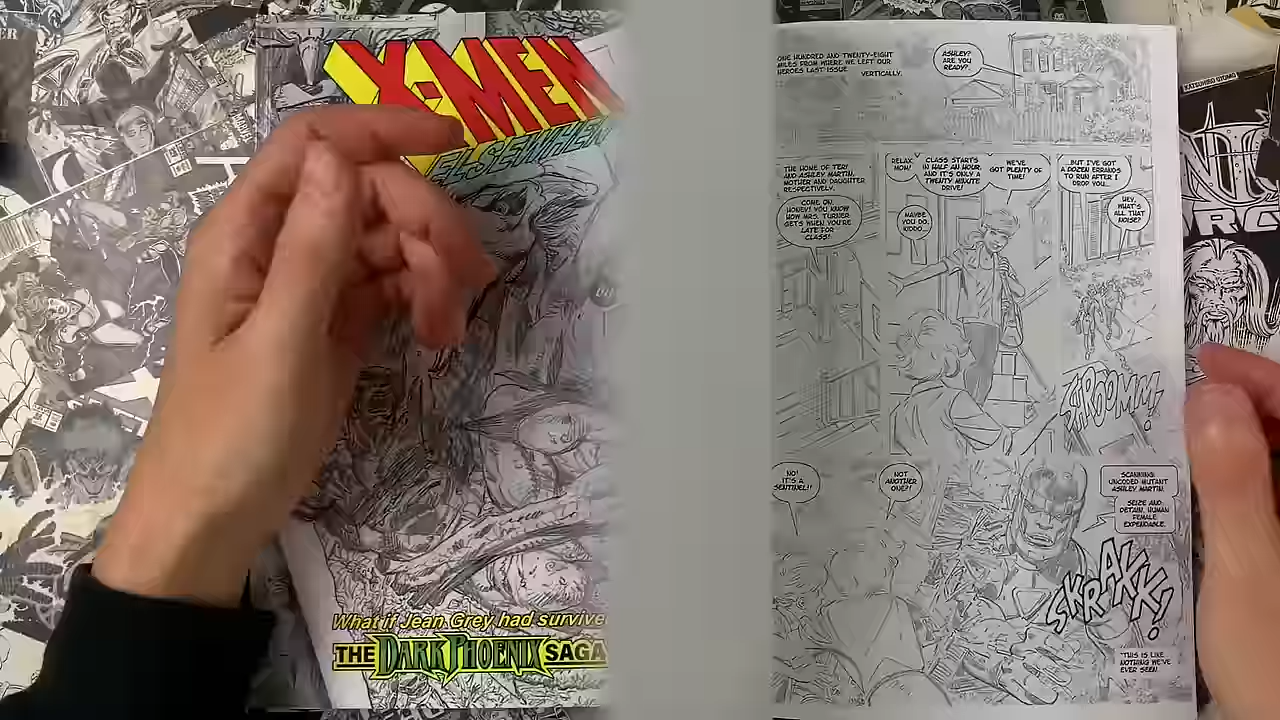 X-MEN
ELSEWHEN
What if Jean Grey had survive
THE DARK PHOENIX SAGA
ONE HUNDRED AND TWENTY-EIGHT
MILES FROM WHERE WE LEFT OUR
HEROES LAST ISSUE
VERTICALLY.
ASHLEY?
ARE YOU
READY?
THE HOME OF TERI
AND ASHLEY MARTIN.
MOTHER AND DAUGHTER
RESPECTIVELY.
COME ON,
HONEY! YOU KNOW
HOW MRS. TURNER
GETS WHEN YOU'RE
LATE FOR
CLASS!
RELAX,
MOM!
CLASS STARTS
IN HALF AN HOUR,
AND IT'S ONLY A
TWENTY MINUTE
DRIVE!
WE'VE
GOT PLENTY OF
TIME!
MAYBE
YOU DO,
KIDDO...
...BUT I'VE GOT
A DOZEN ERRANDS
TO RUN AFTER I
DROP YOU...
HEY,
WHAT'S
ALL THAT
NOISE?
SHROOMM!
NO!
IT'S A
SENTINEL!!
NOT
ANOTHER
ONE?!
SCANNING
UNCODED MUTANT
ASHLEY MARTIN.
SEIZE AND
DETAIN. HUMAN
FEMALE
EXPENDABLE.
SKRAKK!
"THIS IS LIKE
NOTHING WE'VE
EVER SEEN.
KATSUHIRO OTOMO